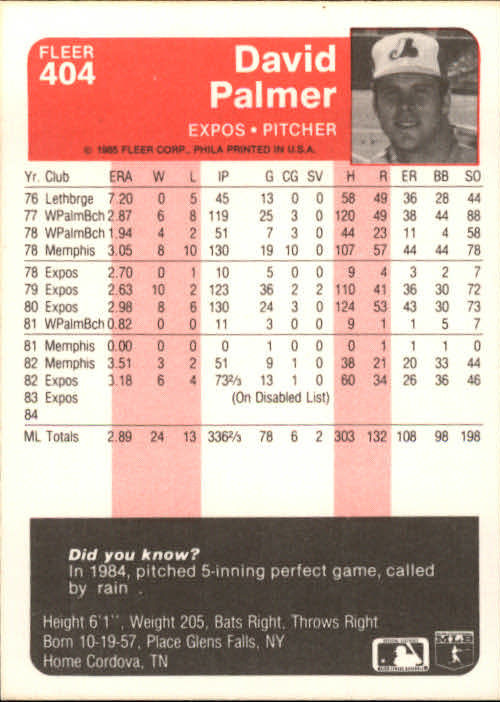 FLEER
404
David
Palmer
EXPOS • PITCHER
© 1985 FLEER CORP., PHILA PRINTED IN U.S.A.
Yr. Club ERA W L IP G CG SV H R ER BB SO
76 Lethbrge 7.20 0 5 45 13 0 0 58 49 36 28 44
77 WPalmBch 2.87 6 8 119 25 3 0 120 49 38 44 88
78 WPalmBch 1.94 4 2 51 7 3 0 44 23 11 4 58
78 Memphis 3.05 8 10 130 19 10 0 107 57 44 44 78
78 Expos 2.70 0 1 10 5 0 0 9 4 3 2 7
79 Expos 2.63 10 2 123 36 2 2 110 41 36 30 72
80 Expos 2.98 8 6 130 24 3 0 124 53 43 30 73
81 WPalmBch 0.82 0 0 11 3 0 0 9 1 1 5 7
81 Memphis 0.00 0 0 0 1 0 0 0 1 1 1 0
82 Memphis 3.51 3 2 51 9 1 0 38 21 20 33 44
82 Expos 3.18 6 4 73 2/3 13 1 0 60 34 26 36 46
83 Expos (On Disabled List)
84
ML Totals 2.89 24 13 336 2/3 78 6 2 303 132 108 98 198
Did you know?
In 1984, pitched 5-inning perfect game, called
by rain .
Height 6'1'', Weight 205, Bats Right, Throws Right
Born 10-19-57, Place Glens Falls, NY
Home Cordova, TN
MLB